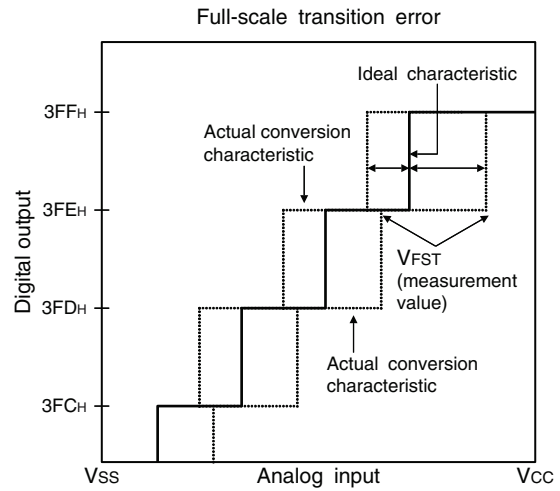 Full-scale transition error
Ideal characteristic
3FFH
Actual conversion
characteristic
3FEH
VFST
(measurement
value)
Digital output
3FDH
Actual conversion
characteristic
3FCH
VSS
Analog input
VCC